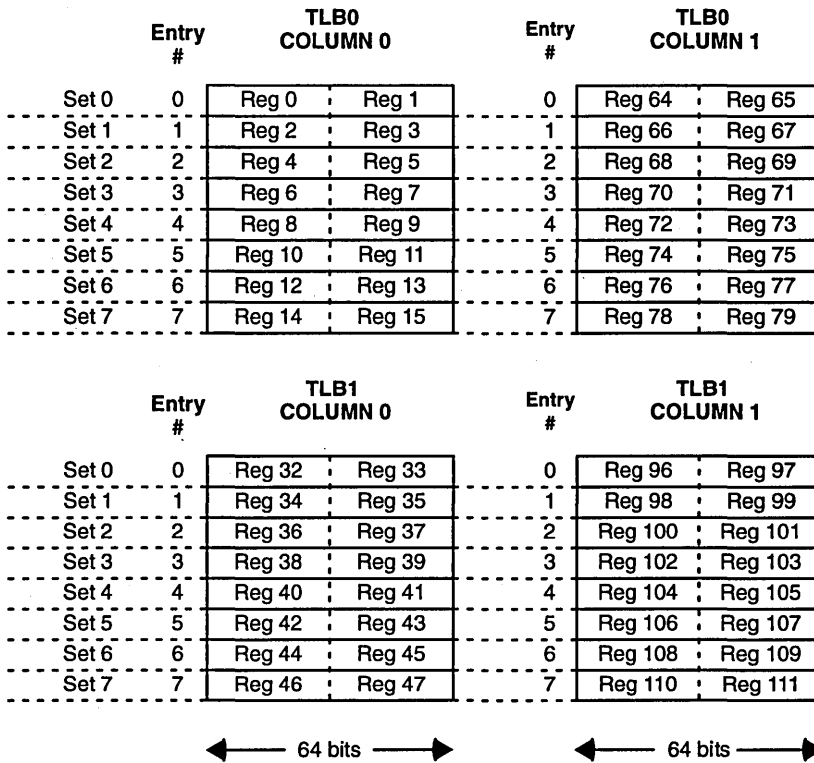 Entry # TLB0 COLUMN 0 Entry # TLB0 COLUMN 1
Set 0 0 Reg 0 Reg 1 0 Reg 64 Reg 65
Set 1 1 Reg 2 Reg 3 1 Reg 66 Reg 67
Set 2 2 Reg 4 Reg 5 2 Reg 68 Reg 69
Set 3 3 Reg 6 Reg 7 3 Reg 70 Reg 71
Set 4 4 Reg 8 Reg 9 4 Reg 72 Reg 73
Set 5 5 Reg 10 Reg 11 5 Reg 74 Reg 75
Set 6 6 Reg 12 Reg 13 6 Reg 76 Reg 77
Set 7 7 Reg 14 Reg 15 7 Reg 78 Reg 79
Entry # TLB1 COLUMN 0 Entry # TLB1 COLUMN 1
Set 0 0 Reg 32 Reg 33 0 Reg 96 Reg 97
Set 1 1 Reg 34 Reg 35 1 Reg 98 Reg 99
Set 2 2 Reg 36 Reg 37 2 Reg 100 Reg 101
Set 3 3 Reg 38 Reg 39 3 Reg 102 Reg 103
Set 4 4 Reg 40 Reg 41 4 Reg 104 Reg 105
Set 5 5 Reg 42 Reg 43 5 Reg 106 Reg 107
Set 6 6 Reg 44 Reg 45 6 Reg 108 Reg 109
Set 7 7 Reg 46 Reg 47 7 Reg 110 Reg 111
64 bits 64 bits